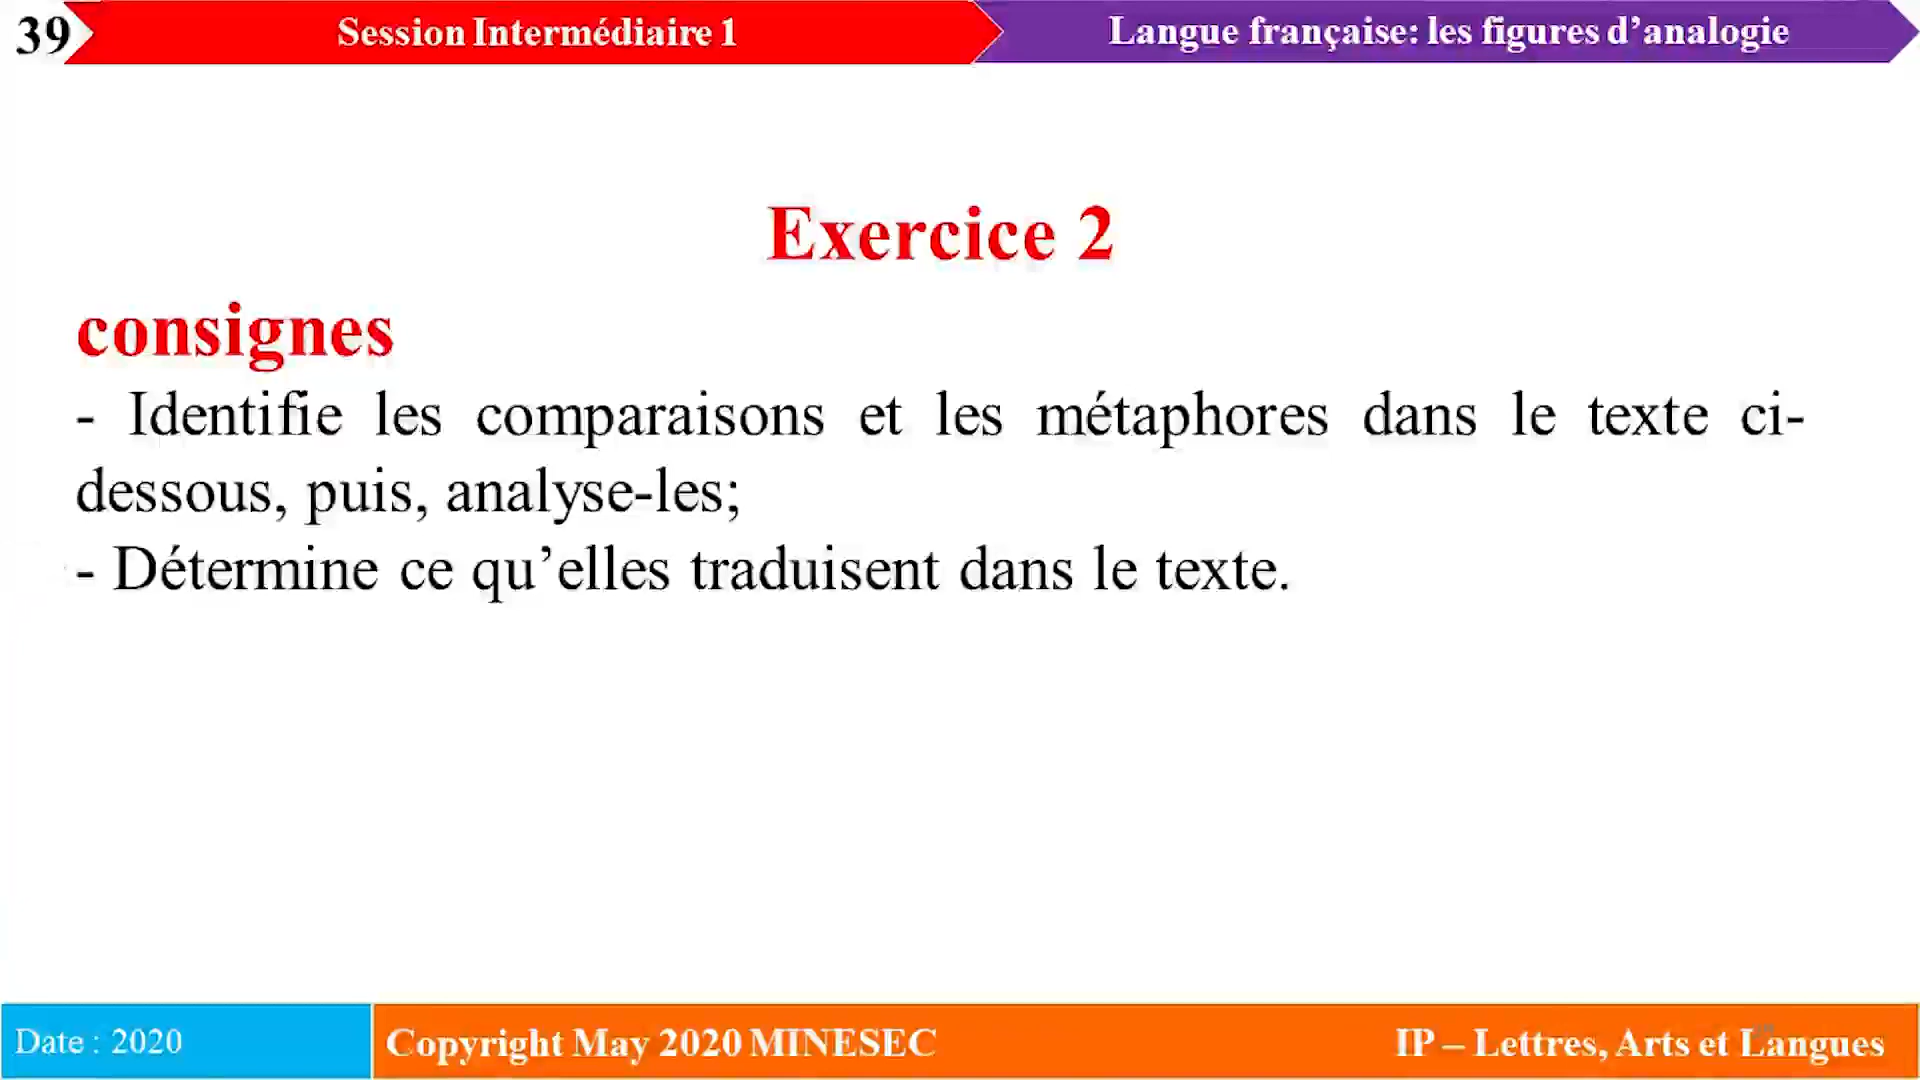 39
Session Intermédiaire 1
Langue française: les figures d’analogie
Exercice 2
consignes
- Identifie les comparaisons et les métaphores dans le texte ci-
dessous, puis, analyse-les;
- Détermine ce qu’elles traduisent dans le texte.
Date : 2020
Copyright May 2020 MINESEC
IP – Lettres, Arts et Langues